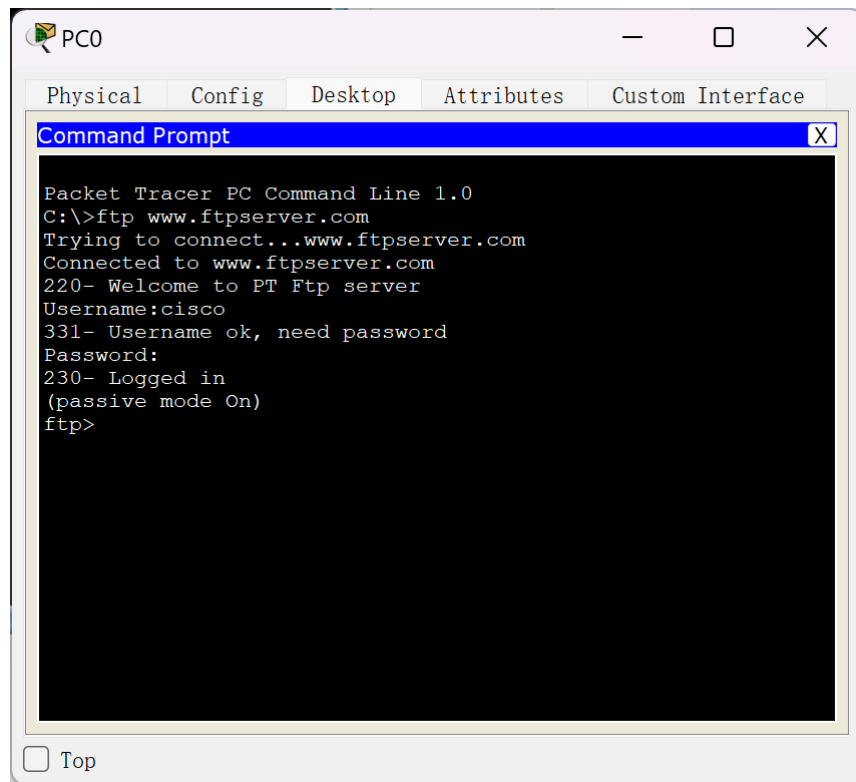 PC0
Physical Config Desktop Attributes Custom Interface
Command Prompt X
Packet Tracer PC Command Line 1.0
C:\>ftp www.ftpserver.com
Trying to connect...www.ftpserver.com
Connected to www.ftpserver.com
220- Welcome to PT Ftp server
Username:cisco
331- Username ok, need password
Password:
230- Logged in
(passive mode On)
ftp>
Top